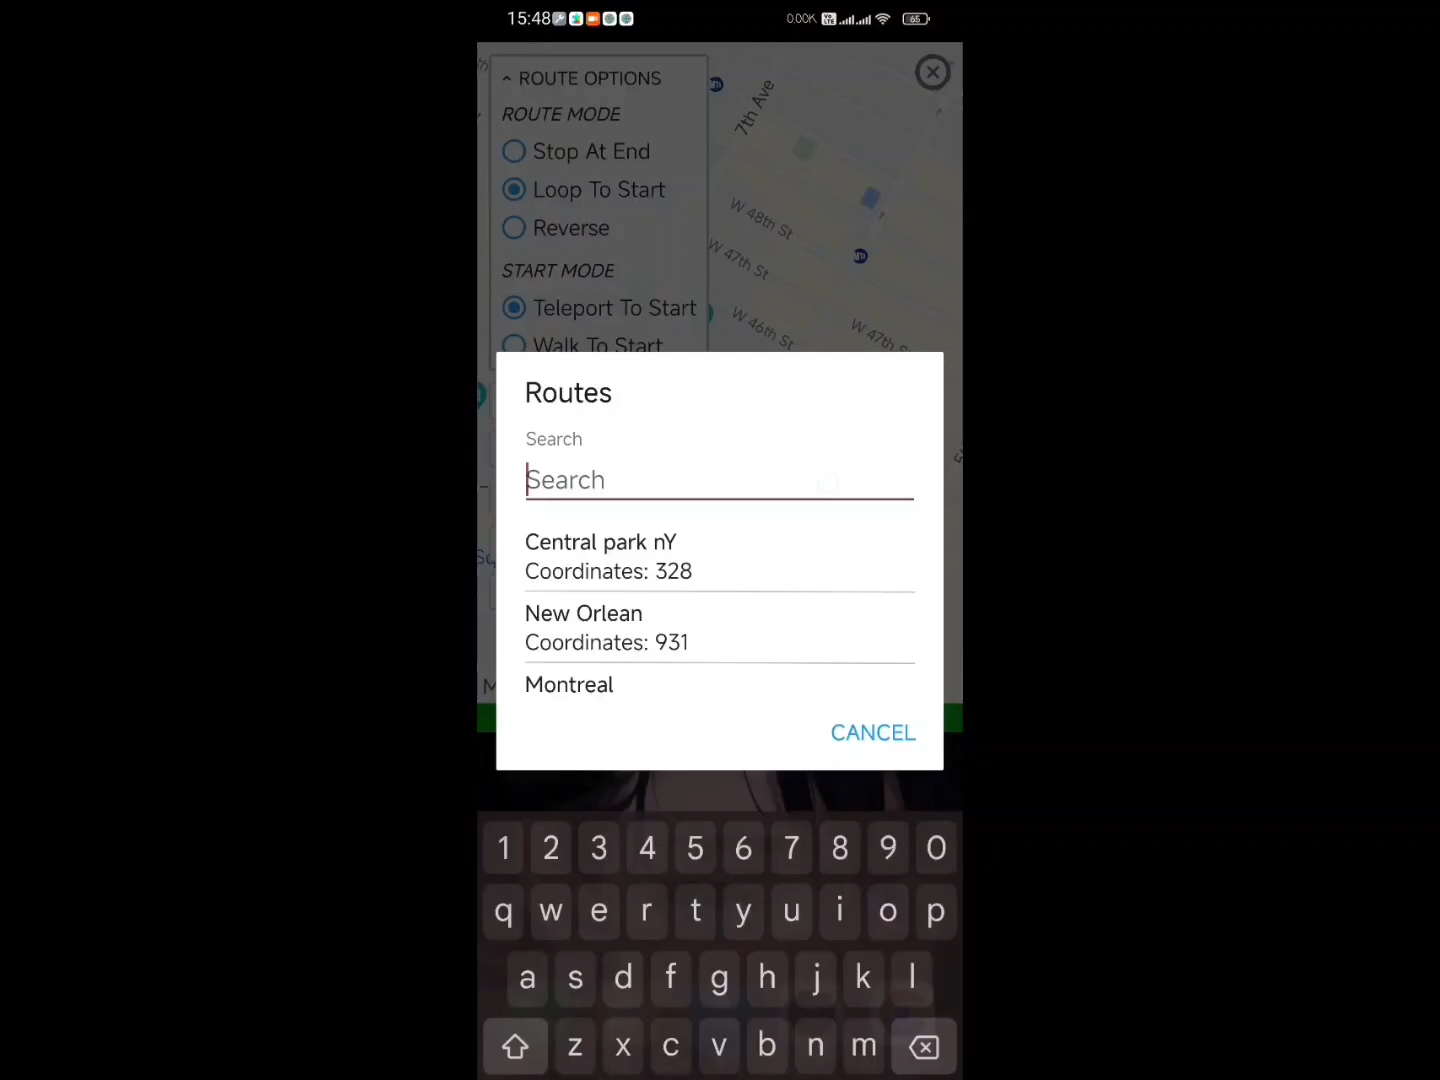 15:48
0.00K
65
ROUTE OPTIONS
ROUTE MODE
Stop At End
Loop To Start
Reverse
START MODE
Teleport To Start
Walk To Start
7th Ave
W 48th St
W 47th St
W 46th St
W 47th S
Routes
Search
Search
Central park nY
Coordinates: 328
New Orlean
Coordinates: 931
Montreal
CANCEL
1 2 3 4 5 6 7 8 9 0
q w e r t y u i o p
a s d f g h j k l
z x c v b n m